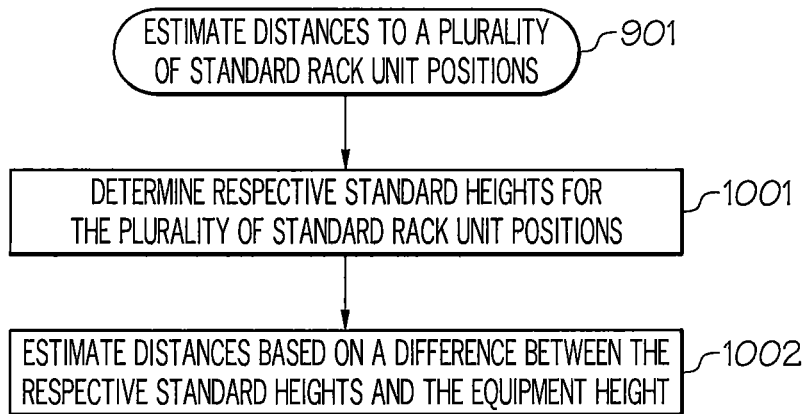 ESTIMATE DISTANCES TO A PLURALITY
OF STANDARD RACK UNIT POSITIONS
901
DETERMINE RESPECTIVE STANDARD HEIGHTS FOR
THE PLURALITY OF STANDARD RACK UNIT POSITIONS
1001
ESTIMATE DISTANCES BASED ON A DIFFERENCE BETWEEN THE
RESPECTIVE STANDARD HEIGHTS AND THE EQUIPMENT HEIGHT
1002